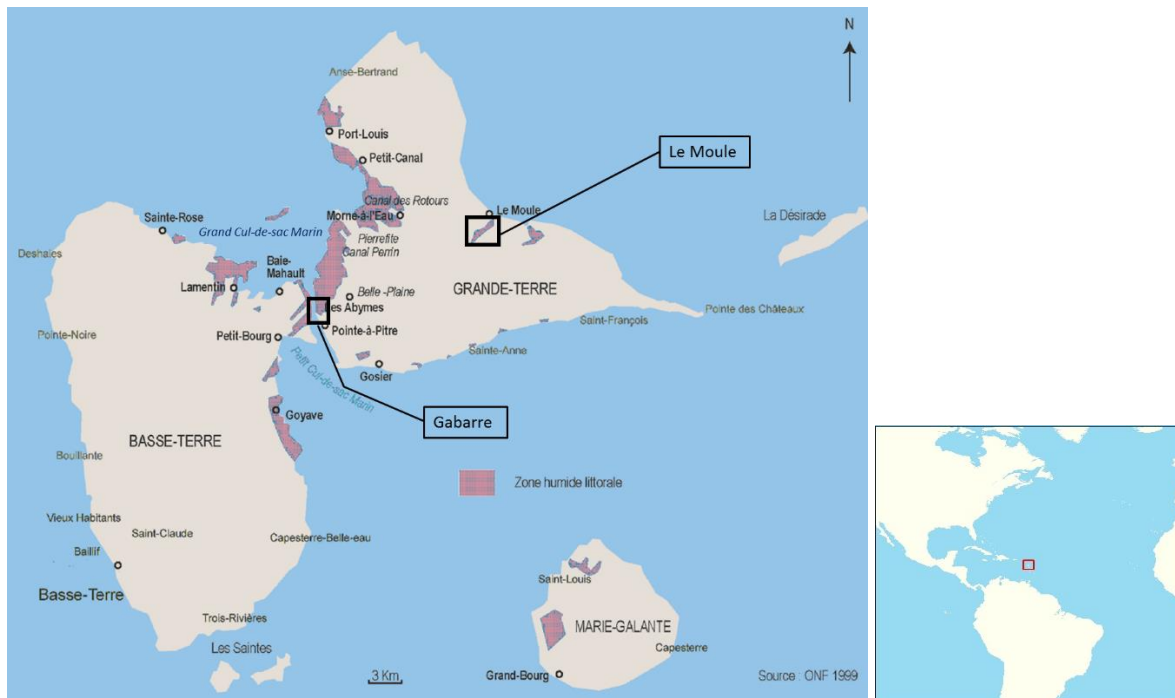 N
Anse-Bertrand
Port-Louis
Petit-Canal
Le Moule
Canal des Rotours
Morne-à-l'Eau
Le Moule
Sainte-Rose
Grand Cul-de-sac Marin
La Désirade
Pierrefite
Canal Perrin
Deshaies
Baie-
Mahault
Lamentin
Belle -Plaine
GRANDE-TERRE
Les Abymes
Pointe des Châteaux
Saint-François
Pointe-Noire
Petit-Bourg
Pointe-à-Pitre
Sainte-Anne
Petit Cul-de-sac Marin
Gosier
Goyave
Gabarre
BASSE-TERRE
Bouillante
Zone humide littorale
Vieux Habitants
Saint-Claude
Capesterre-Belle-eau
Baillif
Basse-Terre
Saint-Louis
Trois-Rivières
MARIE-GALANTE
Capesterre
Les Saintes
3 Km
Grand-Bourg
Source : ONF 1999